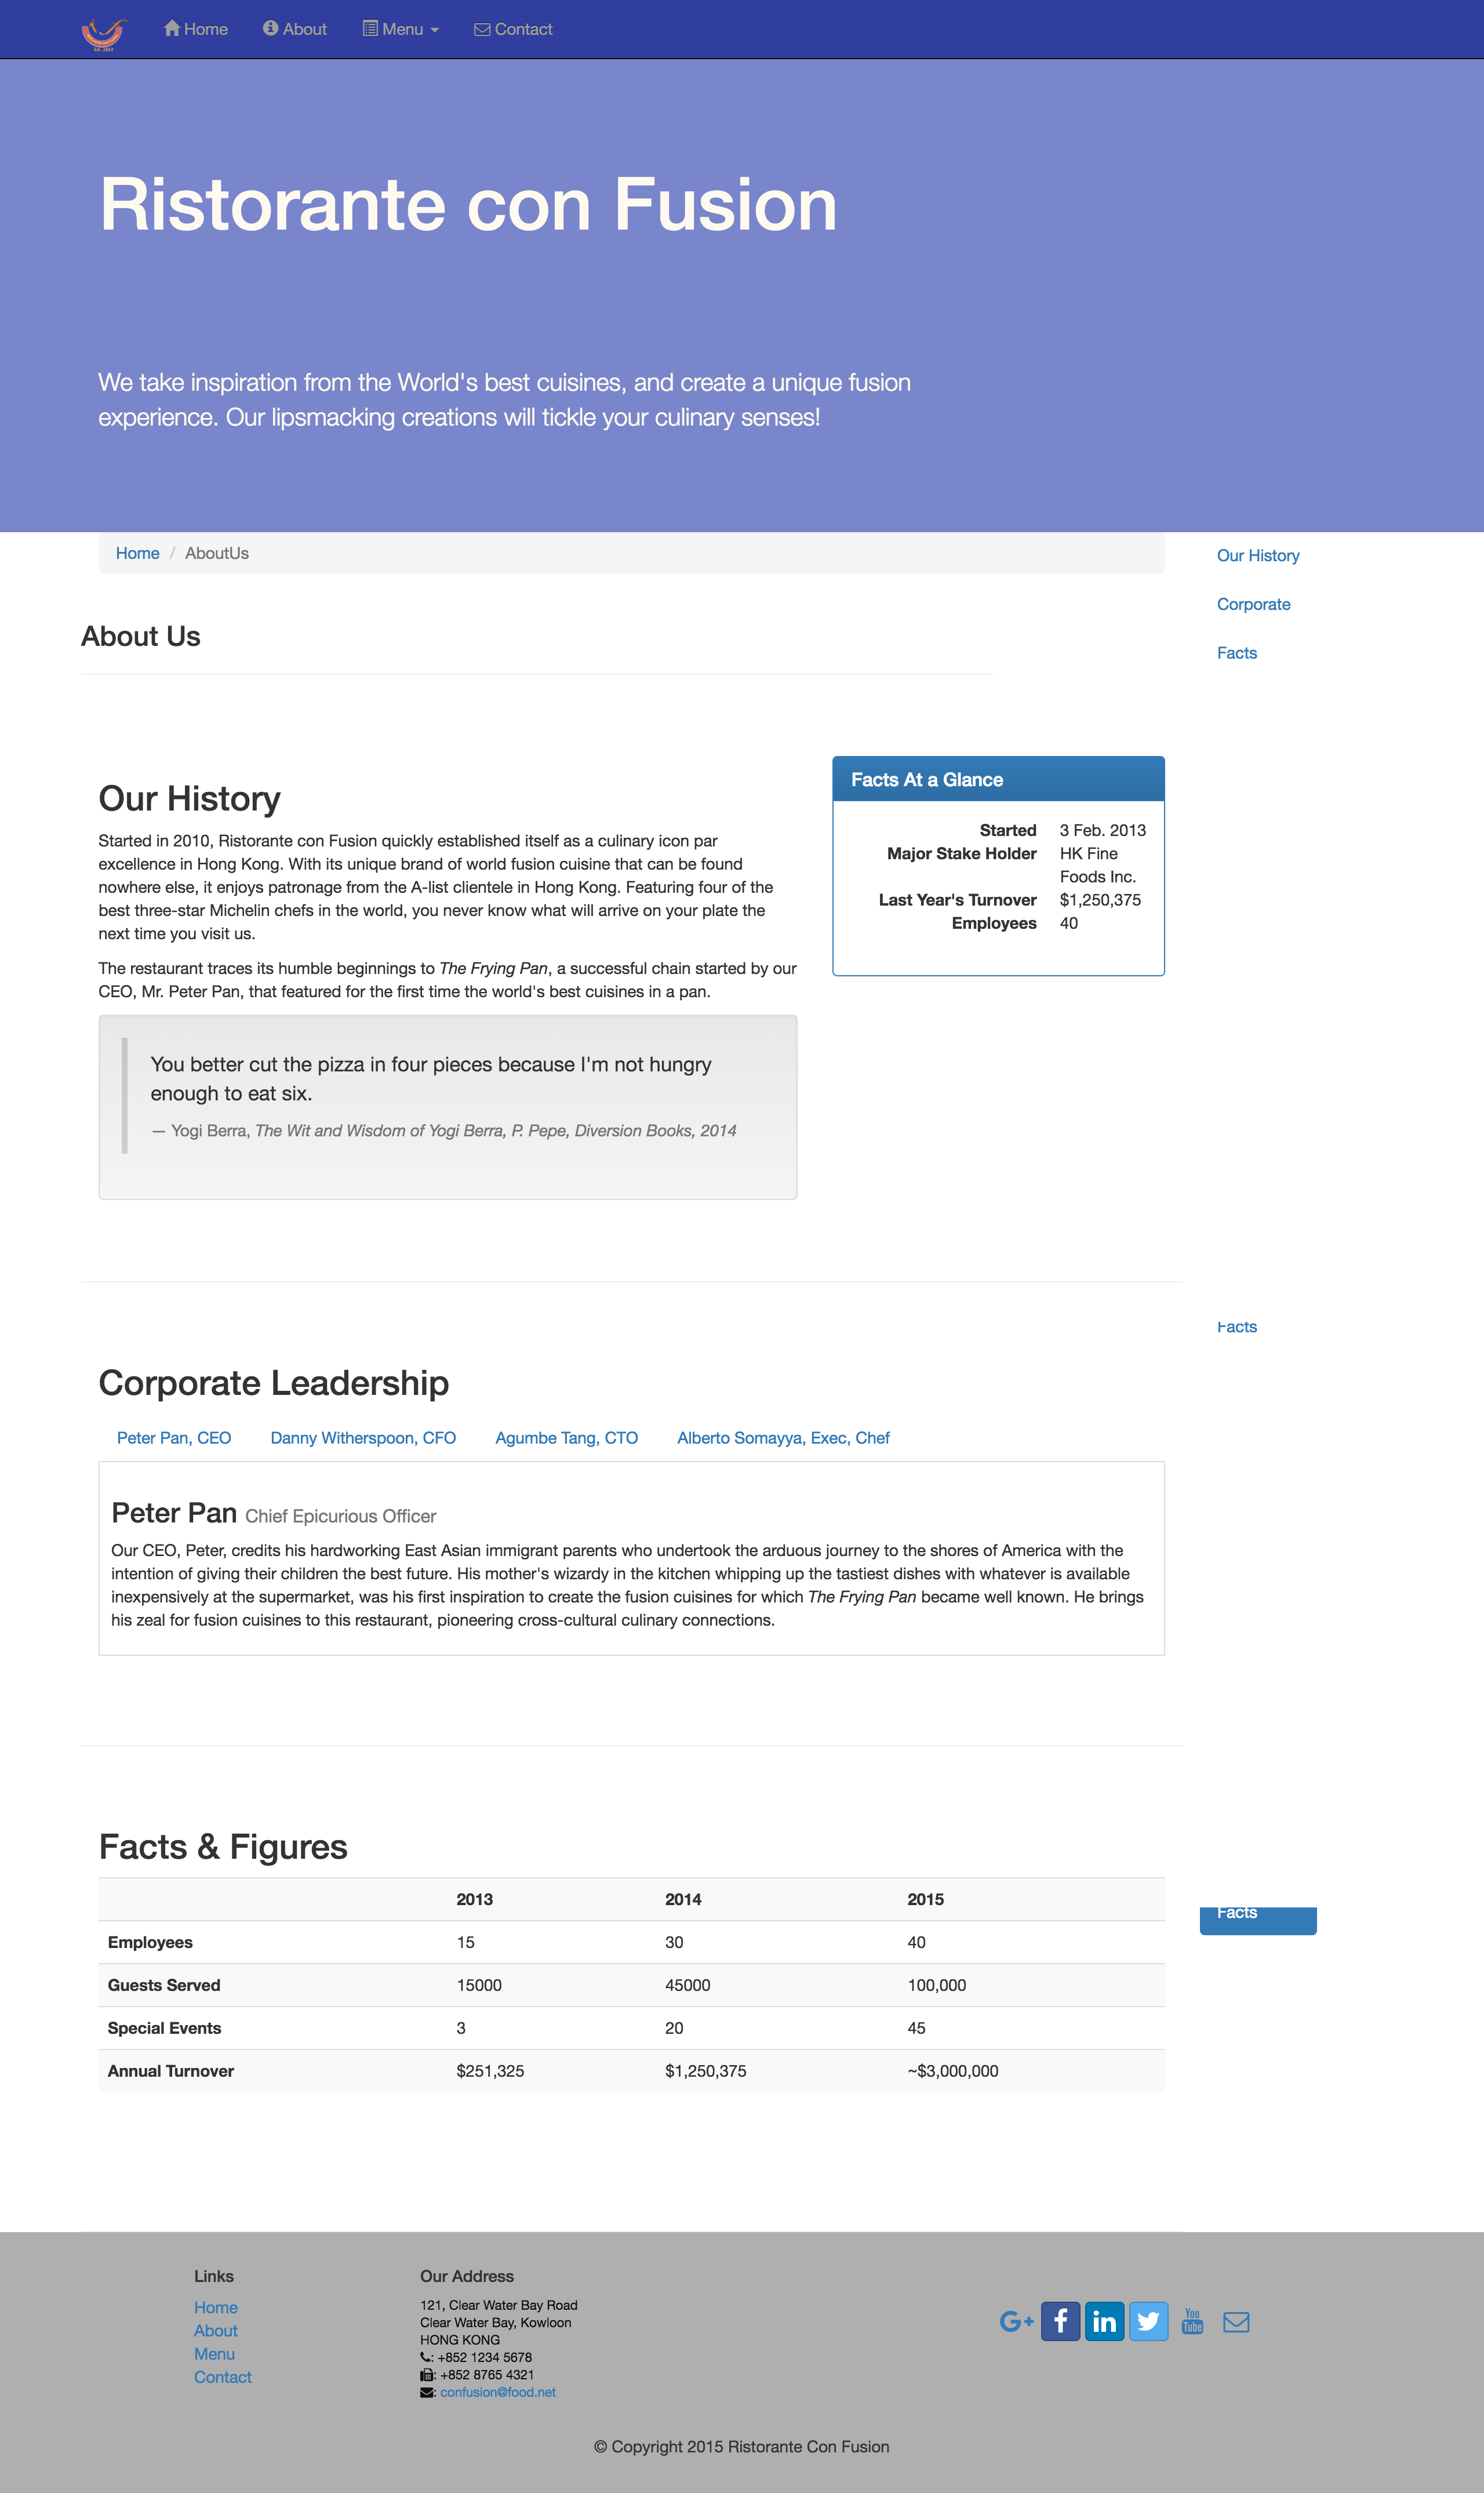 Est. 2013
Home About Menu Contact
Ristorante con Fusion
We take inspiration from the World's best cuisines, and create a unique fusion
experience. Our lipsmacking creations will tickle your culinary senses!
Home / AboutUs
Our History
Corporate
Facts
About Us
Our History
Started in 2010, Ristorante con Fusion quickly established itself as a culinary icon par
excellence in Hong Kong. With its unique brand of world fusion cuisine that can be found
nowhere else, it enjoys patronage from the A-list clientele in Hong Kong. Featuring four of the
best three-star Michelin chefs in the world, you never know what will arrive on your plate the
next time you visit us.
The restaurant traces its humble beginnings to The Frying Pan, a successful chain started by our
CEO, Mr. Peter Pan, that featured for the first time the world's best cuisines in a pan.
You better cut the pizza in four pieces because I'm not hungry
enough to eat six.
— Yogi Berra, The Wit and Wisdom of Yogi Berra, P. Pepe, Diversion Books, 2014
Facts At a Glance
Started 3 Feb. 2013
Major Stake Holder HK Fine
Foods Inc.
Last Year's Turnover $1,250,375
Employees 40
Facts
Corporate Leadership
Peter Pan, CEO Danny Witherspoon, CFO Agumbe Tang, CTO Alberto Somayya, Exec, Chef
Peter Pan Chief Epicurious Officer
Our CEO, Peter, credits his hardworking East Asian immigrant parents who undertook the arduous journey to the shores of America with the
intention of giving their children the best future. His mother's wizardy in the kitchen whipping up the tastiest dishes with whatever is available
inexpensively at the supermarket, was his first inspiration to create the fusion cuisines for which The Frying Pan became well known. He brings
his zeal for fusion cuisines to this restaurant, pioneering cross-cultural culinary connections.
Facts & Figures
2013 2014 2015
Facts
Employees 15 30 40
Guests Served 15000 45000 100,000
Special Events 3 20 45
Annual Turnover $251,325 $1,250,375 ~$3,000,000
Links
Home
About
Menu
Contact
Our Address
121, Clear Water Bay Road
Clear Water Bay, Kowloon
HONG KONG
: +852 1234 5678
: +852 8765 4321
: confusion@food.net
G+ f in You Tube
© Copyright 2015 Ristorante Con Fusion